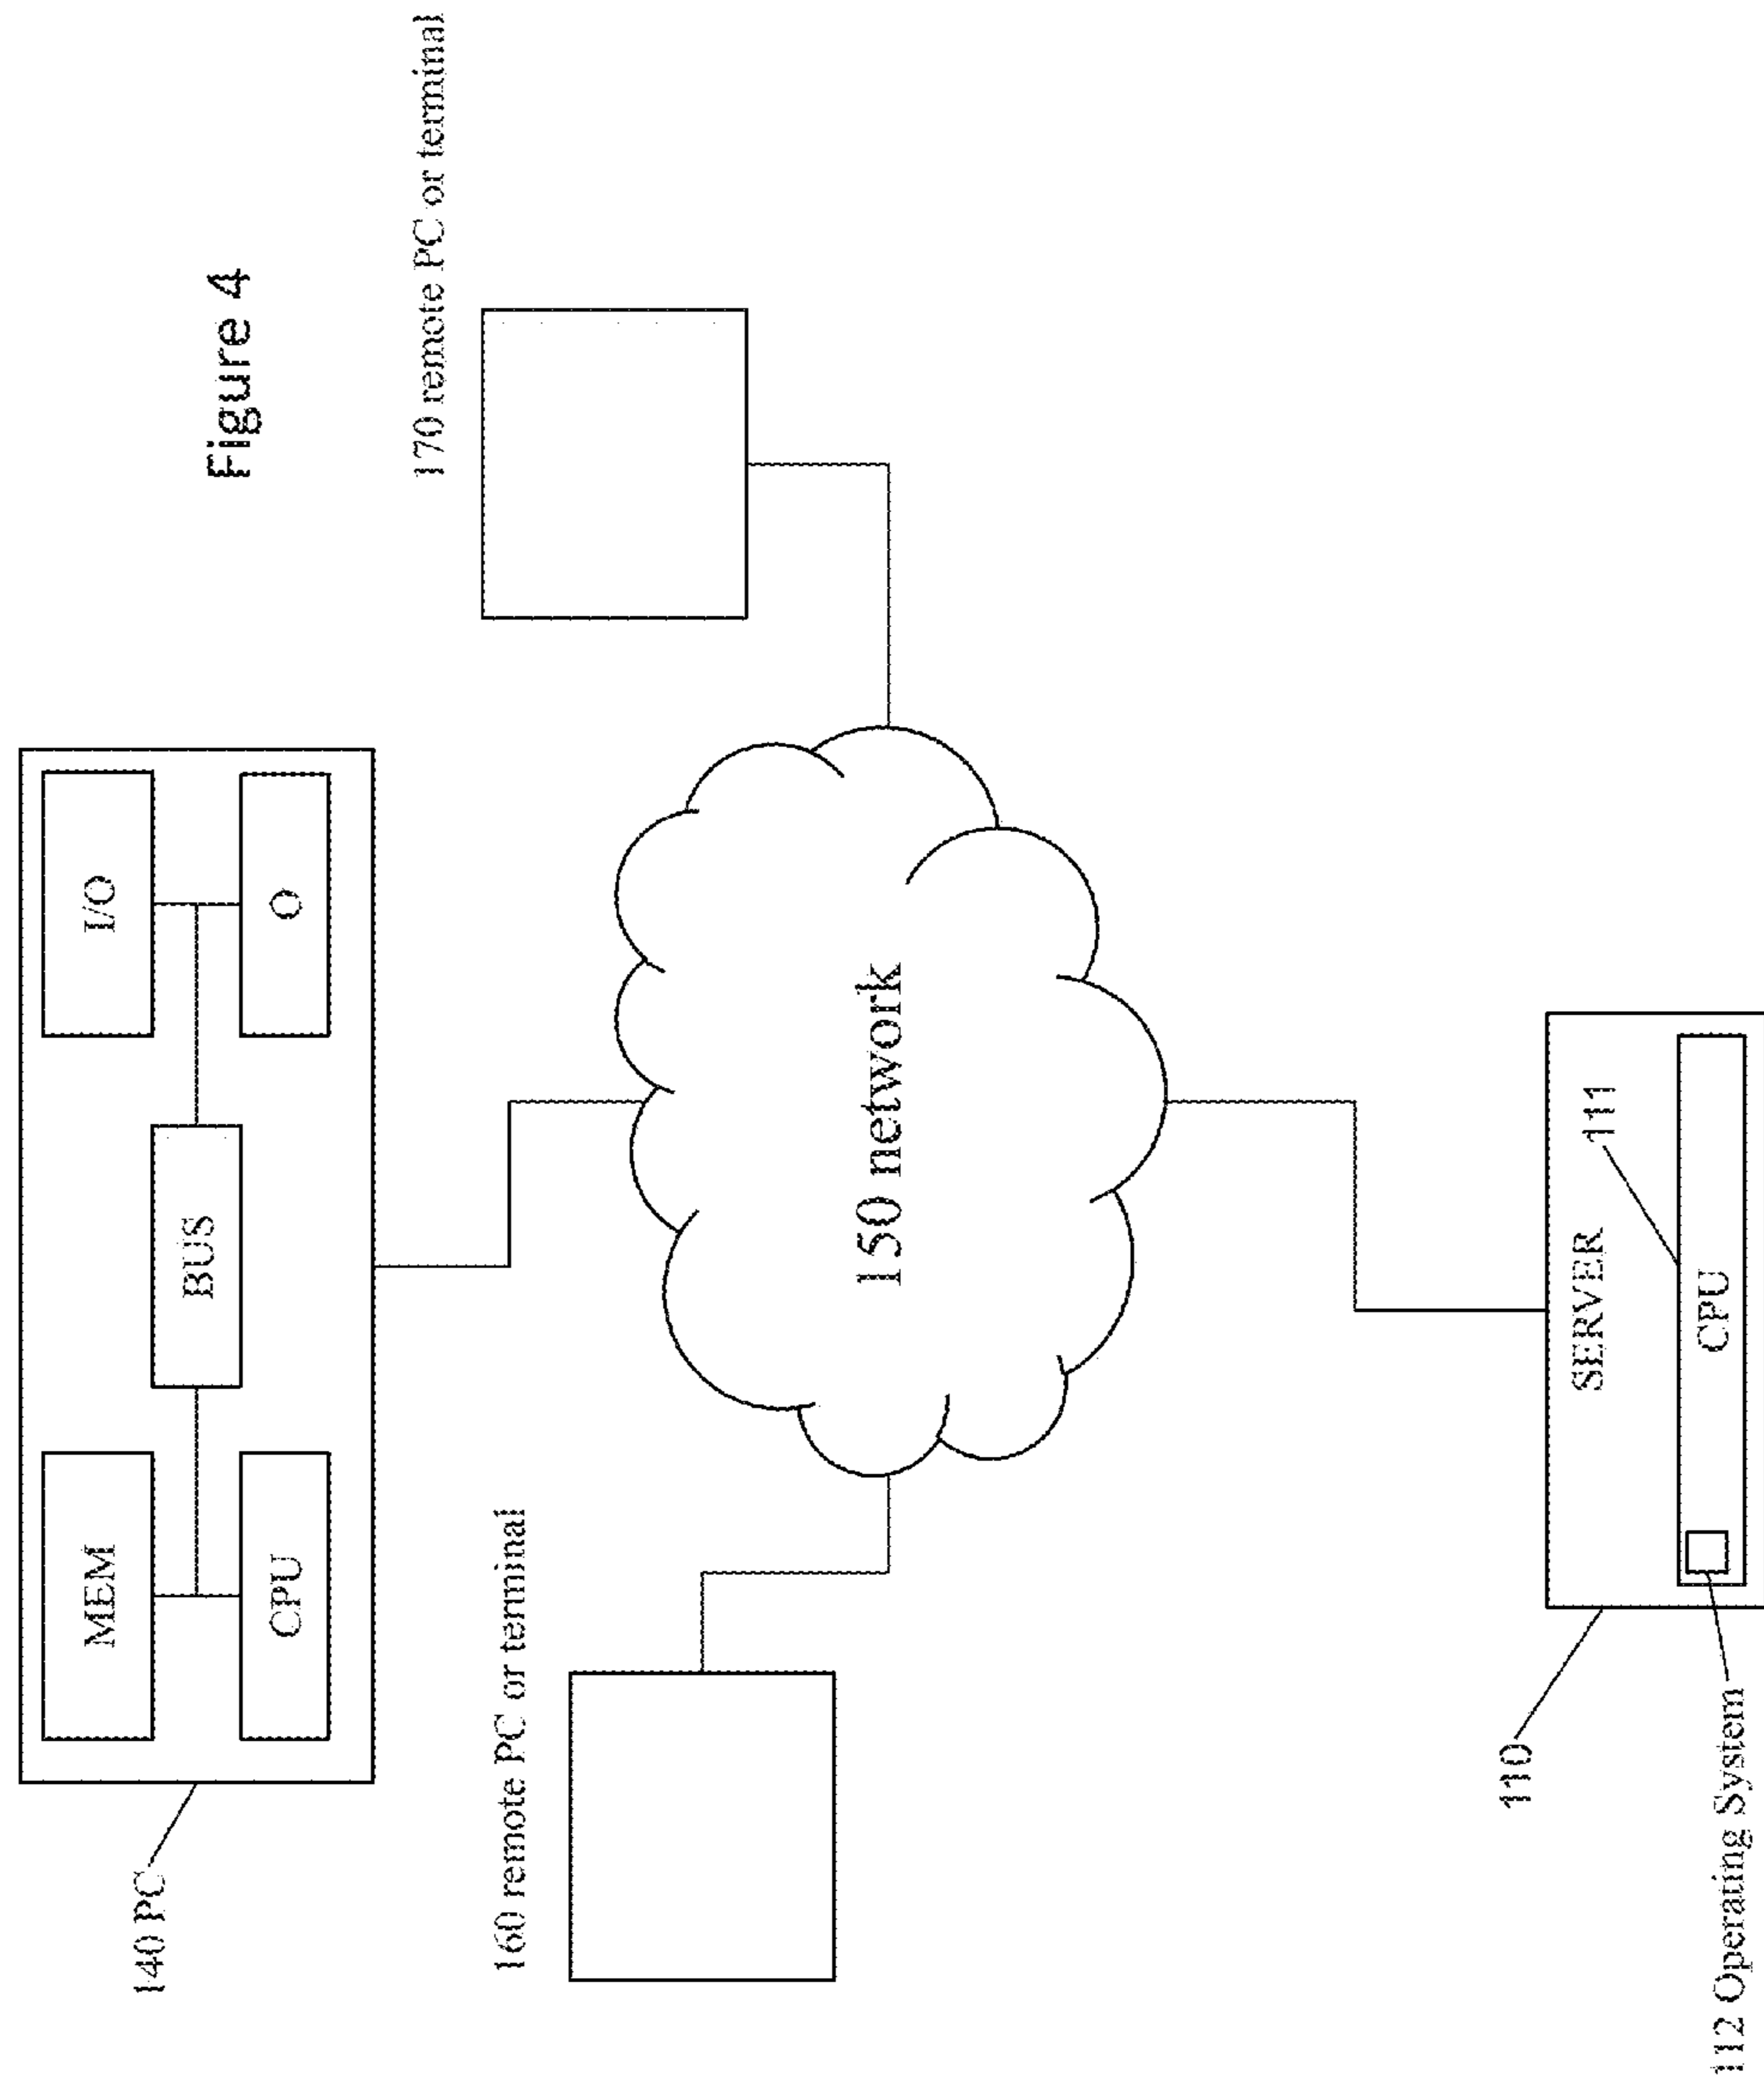 Figure 4
140 PC
MEM
I/O
BUS
CPU
O
170 remote PC or terminal
160 remote PC or terminal
150 network
110
SERVER
111
CPU
112 Operating System